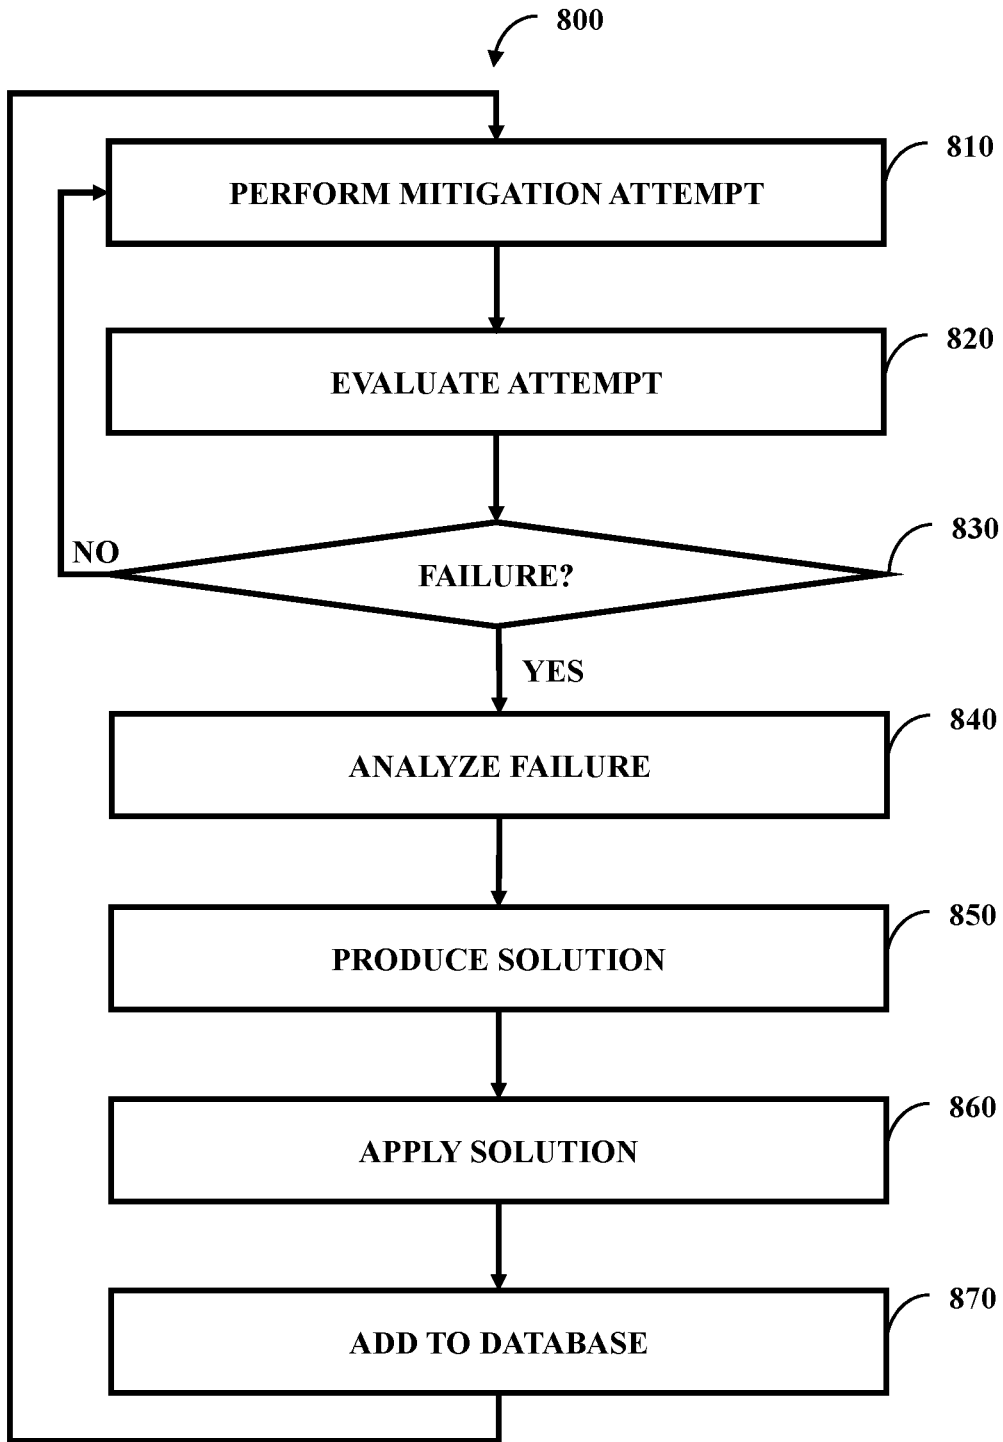 800
PERFORM MITIGATION ATTEMPT
810
EVALUATE ATTEMPT
820
FAILURE?
830
NO
YES
ANALYZE FAILURE
840
PRODUCE SOLUTION
850
APPLY SOLUTION
860
ADD TO DATABASE
870